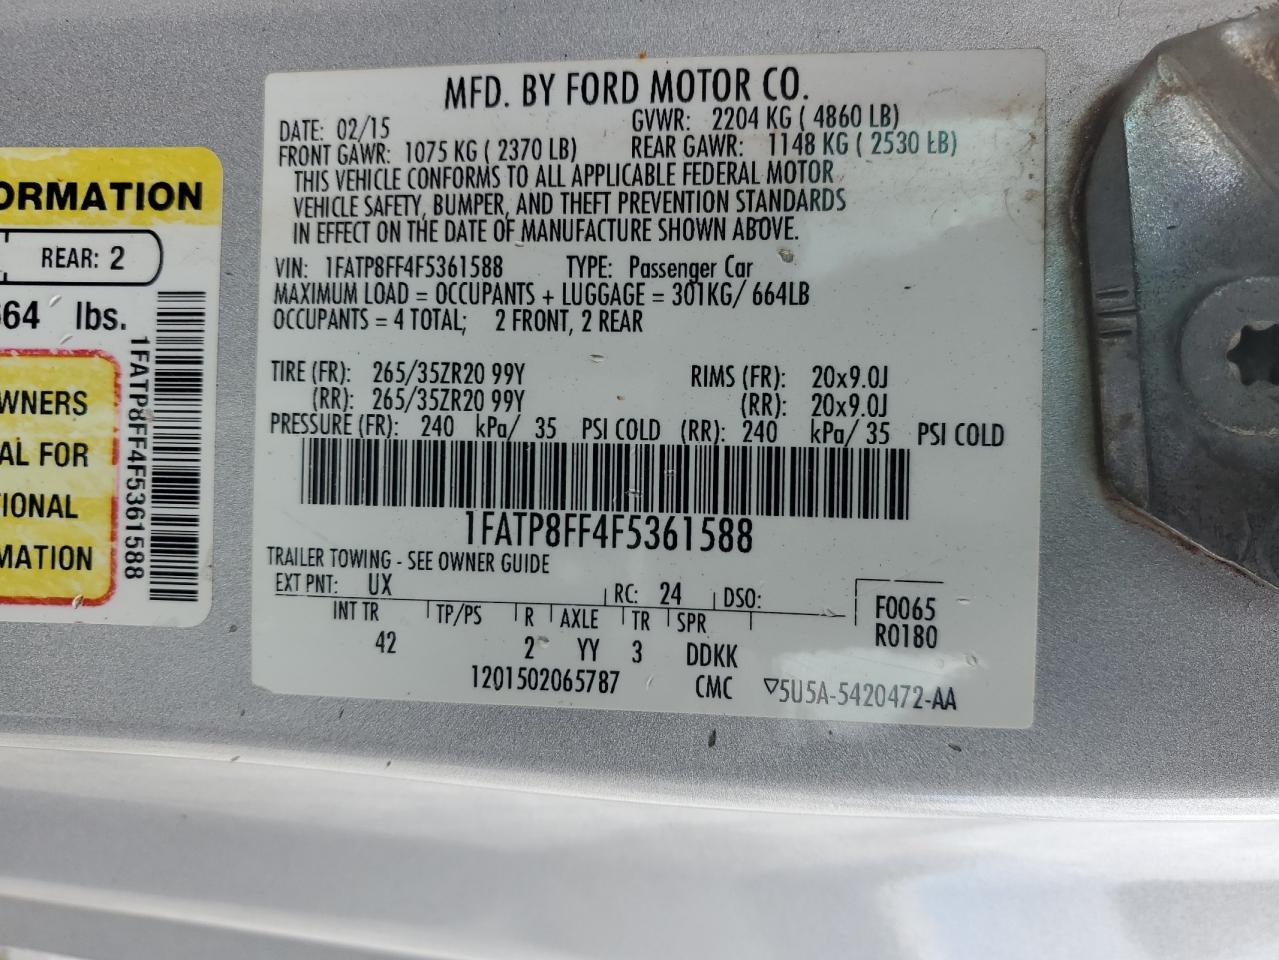 ORMATION
REAR: 2
664 lbs.
WNERS
AL FOR
IONAL
MATION
1FATP8FF4F5361588
MFD. BY FORD MOTOR CO.
DATE: 02/15 GVWR: 2204 KG ( 4860 LB)
FRONT GAWR: 1075 KG ( 2370 LB) REAR GAWR: 1148 KG ( 2530 LB)
THIS VEHICLE CONFORMS TO ALL APPLICABLE FEDERAL MOTOR
VEHICLE SAFETY, BUMPER, AND THEFT PREVENTION STANDARDS
IN EFFECT ON THE DATE OF MANUFACTURE SHOWN ABOVE.
VIN: 1FATP8FF4F5361588 TYPE: Passenger Car
MAXIMUM LOAD = OCCUPANTS + LUGGAGE = 301KG/ 664LB
OCCUPANTS = 4 TOTAL; 2 FRONT, 2 REAR
TIRE (FR): 265/35ZR20 99Y RIMS (FR): 20x9.0J
(RR): 265/35ZR20 99Y (RR): 20x9.0J
PRESSURE (FR): 240 kPa/ 35 PSI COLD (RR): 240 kPa/ 35 PSI COLD
1FATP8FF4F5361588
TRAILER TOWING - SEE OWNER GUIDE
EXT PNT: UX RC: 24 DSO:
INT TR TP/PS R AXLE TR SPR
42 2 YY 3 DDKK
F0065
R0180
1201502065787 CMC ▽5U5A-5420472-AA